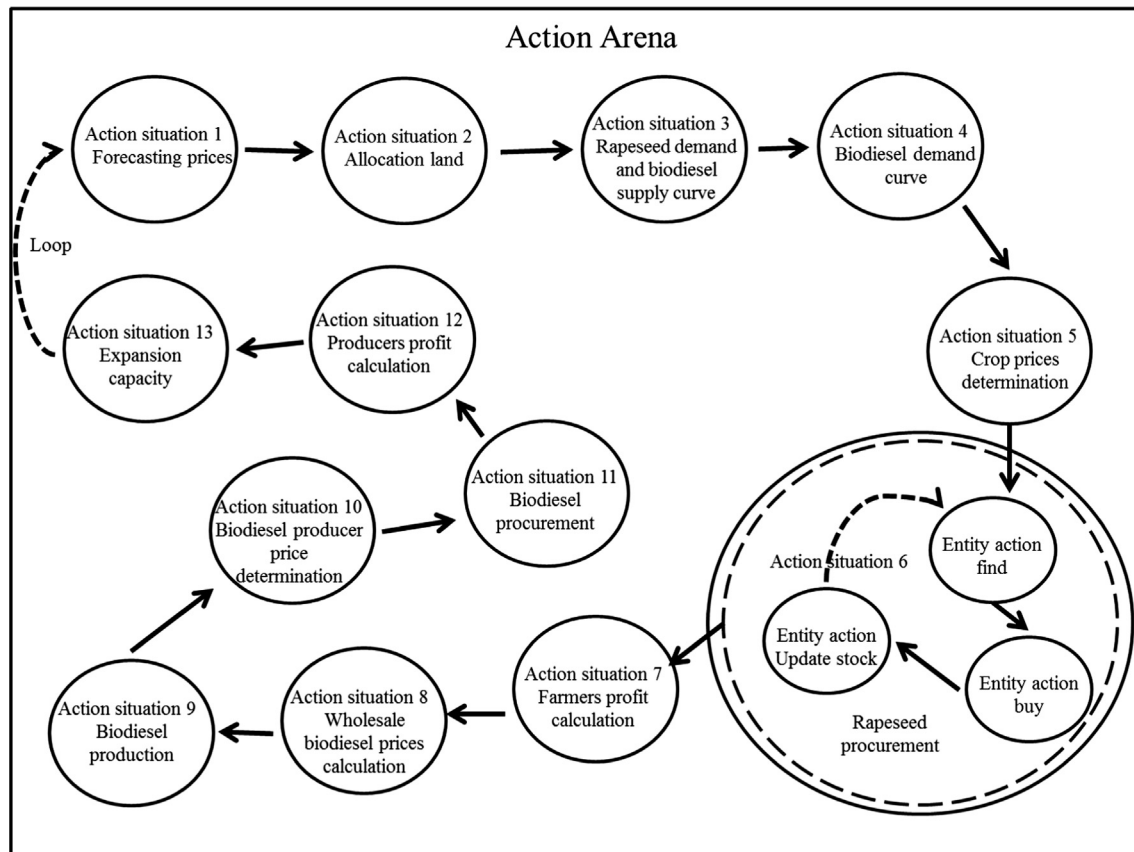 Action Arena
Action situation 1
Forecasting prices
Action situation 2
Allocation land
Action situation 3
Rapeseed demand
and biodiesel
supply curve
Action situation 4
Biodiesel demand
curve
Loop
Action situation 13
Expansion
capacity
Action situation 12
Producers profit
calculation
Action situation 5
Crop prices
determination
Action situation 11
Biodiesel
procurement
Action situation 10
Biodiesel producer
price
determination
Action situation 6
Entity action
find
Entity action
Update stock
Entity action
buy
Rapeseed
procurement
Action situation 7
Farmers profit
calculation
Action situation 8
Wholesale
biodiesel prices
calculation
Action situation 9
Biodiesel
production